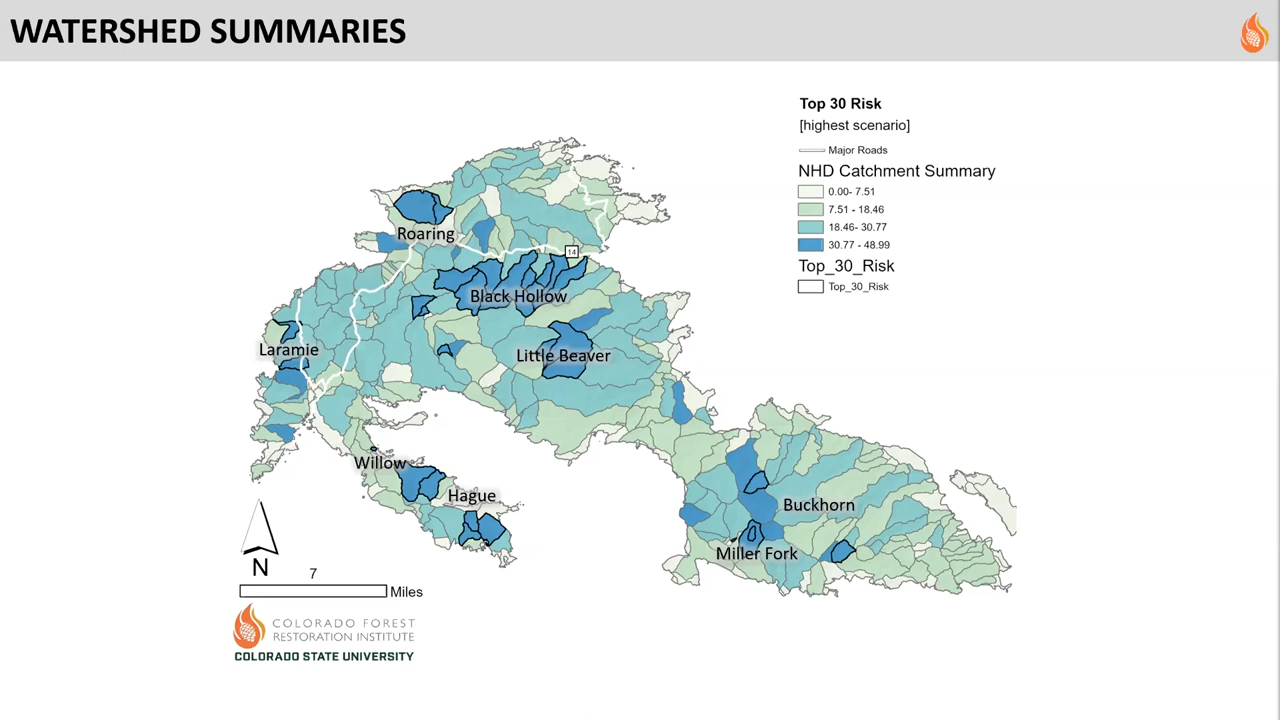 WATERSHED SUMMARIES
Top 30 Risk
[highest scenario]
Major Roads
NHD Catchment Summary
0.00- 7.51
7.51 - 18.46
18.46- 30.77
30.77 - 48.99
Top_30_Risk
Top_30_Risk
Roaring
14
Black Hollow
Laramie
Little Beaver
Willow
Hague
Buckhorn
Miller Fork
N
7
Miles
COLORADO FOREST
RESTORATION INSTITUTE
COLORADO STATE UNIVERSITY